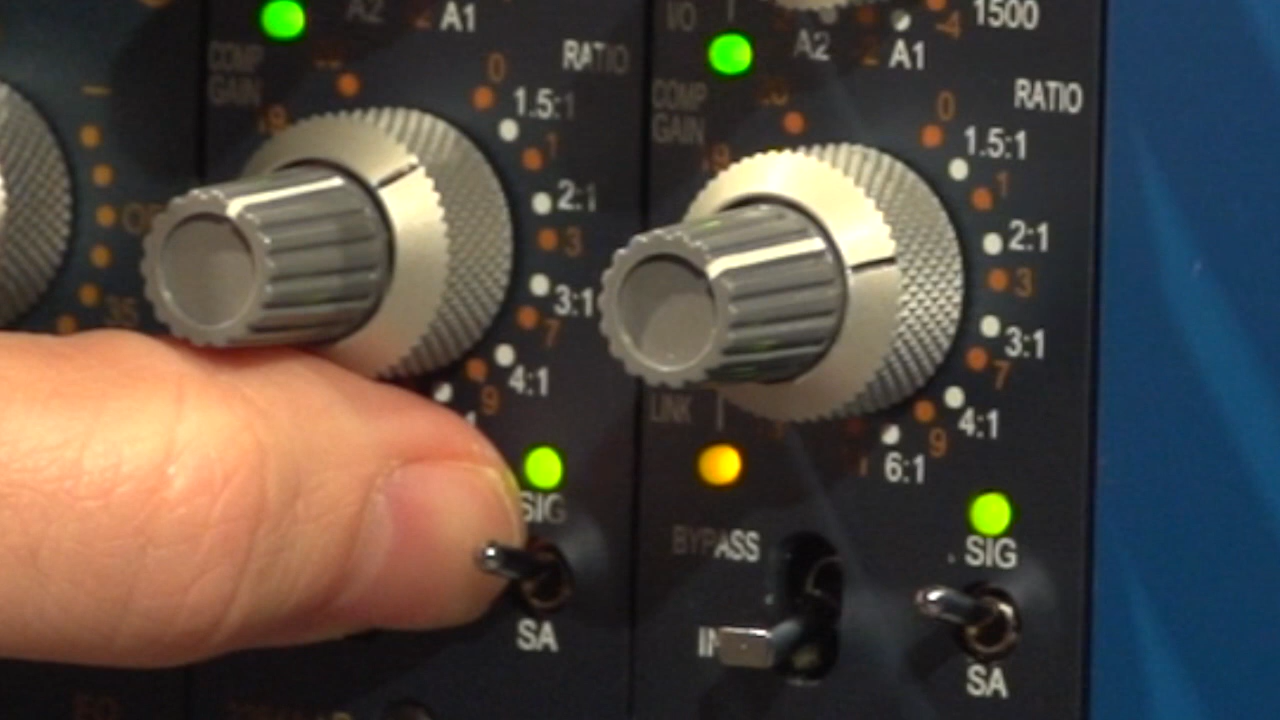 A2 A1
RATIO
COMP
GAIN
0
1.5:1
1
2:1
3
3:1
7
4:1
9
35
SIG
SA
I/O
1500
4
A2 A1
RATIO
COMP
GAIN
0
1.5:1
1
2:1
3
3:1
7
4:1
9
6:1
LINK
BYPASS
IN
SIG
SA